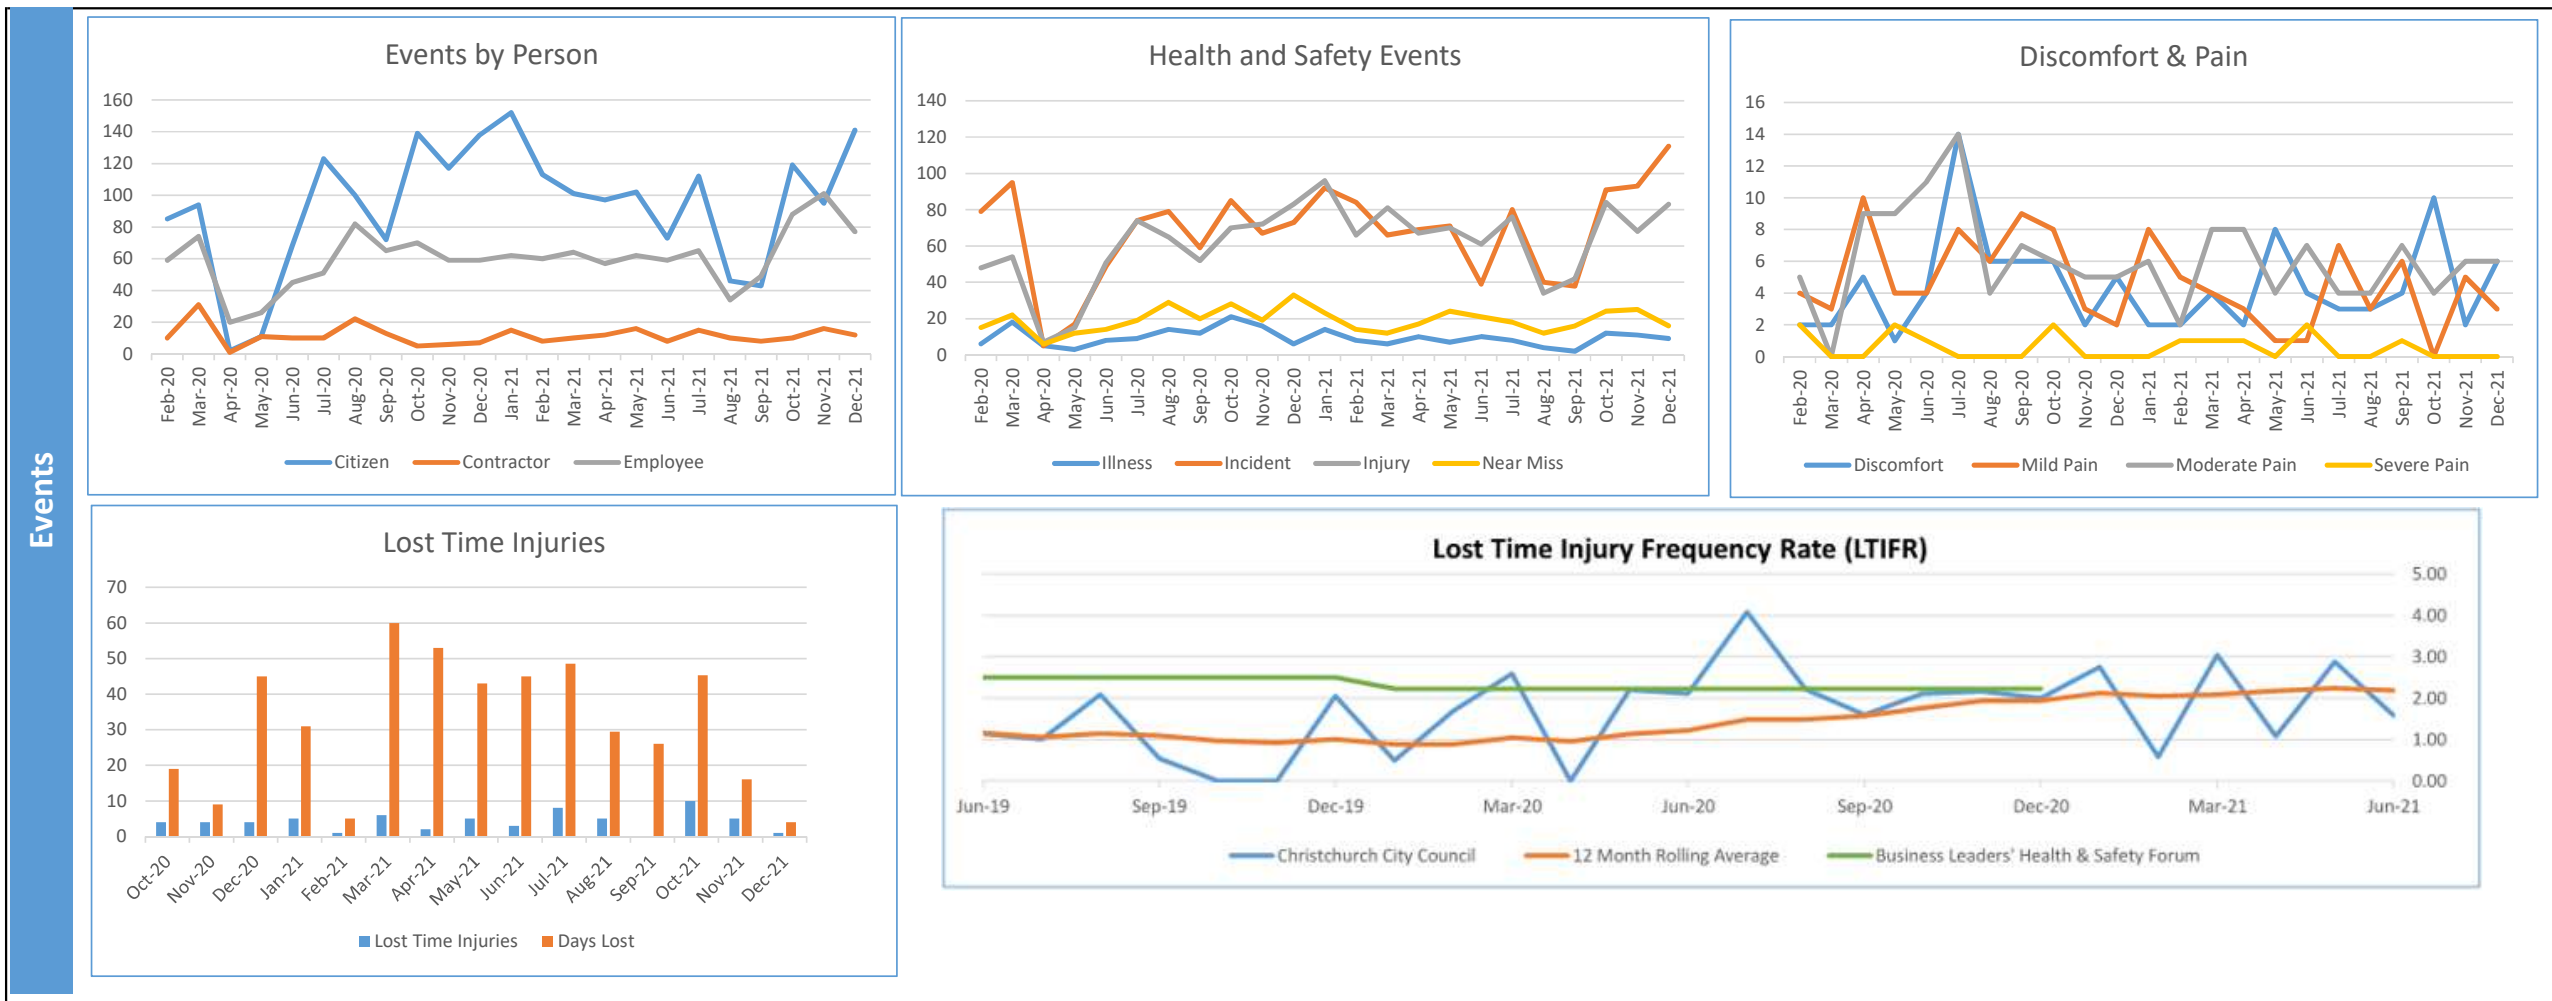 Events
Events by Person
160
140
120
100
80
60
40
20
0
Feb-20 Mar-20 Apr-20 May-20 Jun-20 Jul-20 Aug-20 Sep-20 Oct-20 Nov-20 Dec-20 Jan-21 Feb-21 Mar-21 Apr-21 May-21 Jun-21 Jul-21 Aug-21 Sep-21 Oct-21 Nov-21 Dec-21
Citizen Contractor Employee
Health and Safety Events
140
120
100
80
60
40
20
0
Feb-20 Mar-20 Apr-20 May-20 Jun-20 Jul-20 Aug-20 Sep-20 Oct-20 Nov-20 Dec-20 Jan-21 Feb-21 Mar-21 Apr-21 May-21 Jun-21 Jul-21 Aug-21 Sep-21 Oct-21 Nov-21 Dec-21
Illness Incident Injury Near Miss
Discomfort & Pain
16
14
12
10
8
6
4
2
0
Feb-20 Mar-20 Apr-20 May-20 Jun-20 Jul-20 Aug-20 Sep-20 Oct-20 Nov-20 Dec-20 Jan-21 Feb-21 Mar-21 Apr-21 May-21 Jun-21 Jul-21 Aug-21 Sep-21 Oct-21 Nov-21 Dec-21
Discomfort Mild Pain Moderate Pain Severe Pain
Lost Time Injuries
70
60
50
40
30
20
10
0
Oct-20 Nov-20 Dec-20 Jan-21 Feb-21 Mar-21 Apr-21 May-21 Jun-21 Jul-21 Aug-21 Sep-21 Oct-21 Nov-21 Dec-21
Lost Time Injuries Days Lost
Lost Time Injury Frequency Rate (LTIFR)
5.00
4.00
3.00
2.00
1.00
0.00
Jun-19 Sep-19 Dec-19 Mar-20 Jun-20 Sep-20 Dec-20 Mar-21 Jun-21
Christchurch City Council 12 Month Rolling Average Business Leaders' Health & Safety Forum